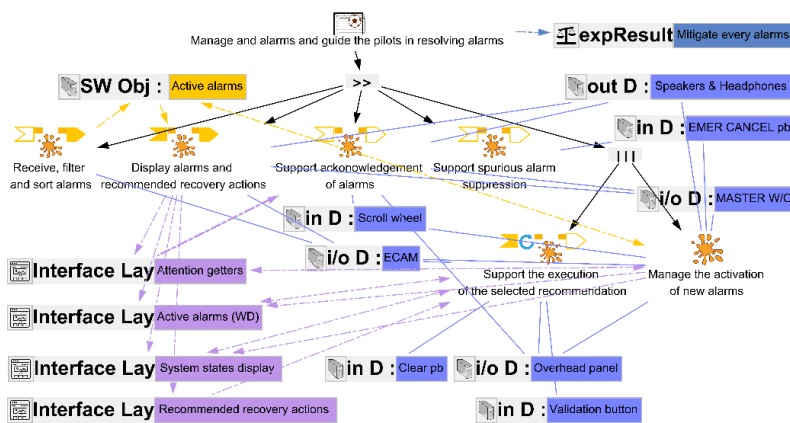 Manage and alarms and guide the pilots in resolving alarms
expResult Mitigate every alarms
SW Obj : Active alarms
>>
out D : Speakers & Headphones
in D : EMER CANCEL pb
Receive, filter
and sort alarms
Display alarms and
recommended recovery actions
Support ackonowledgement
of alarms
Support spurious alarm
suppression
|||
i/o D : MASTER W/C
in D : Scroll wheel
i/o D : ECAM
C
Support the execution
of the selected recommendation
Manage the activation
of new alarms
Interface Lay Attention getters
Interface Lay Active alarms (WD)
Interface Lay System states display
in D : Clear pb
i/o D : Overhead panel
Interface Lay Recommended recovery actions
in D : Validation button